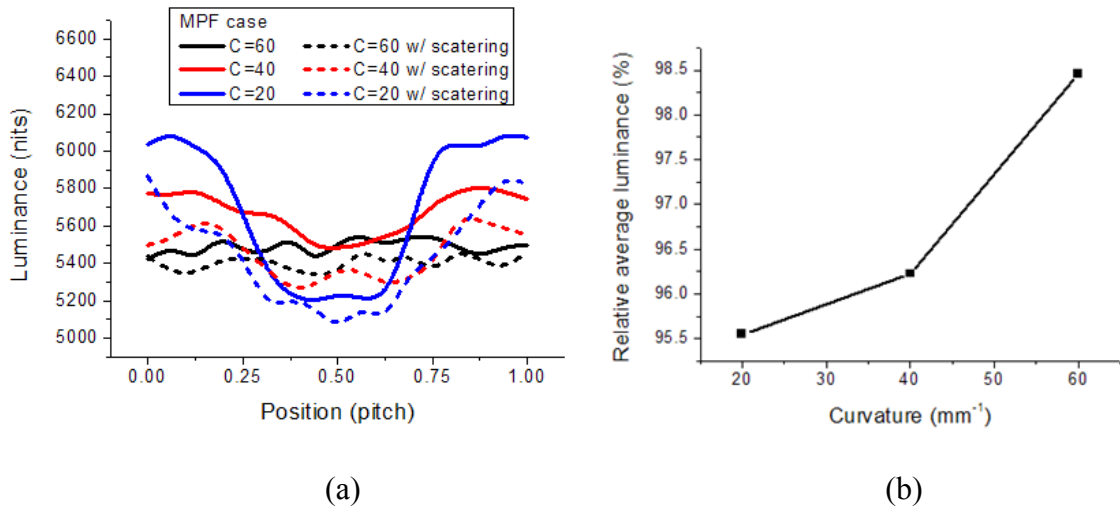 MPF case
C=60 C=60 w/ scatering
C=40 C=40 w/ scatering
C=20 C=20 w/ scatering
6600
6400
6200
6000
5800
5600
5400
5200
5000
Luminance (nits)
0.00 0.25 0.50 0.75 1.00
Position (pitch)
(a)
98.5
98.0
97.5
97.0
96.5
96.0
95.5
Relative average luminance (%)
20 30 40 50 60
Curvature (mm⁻¹)
(b)